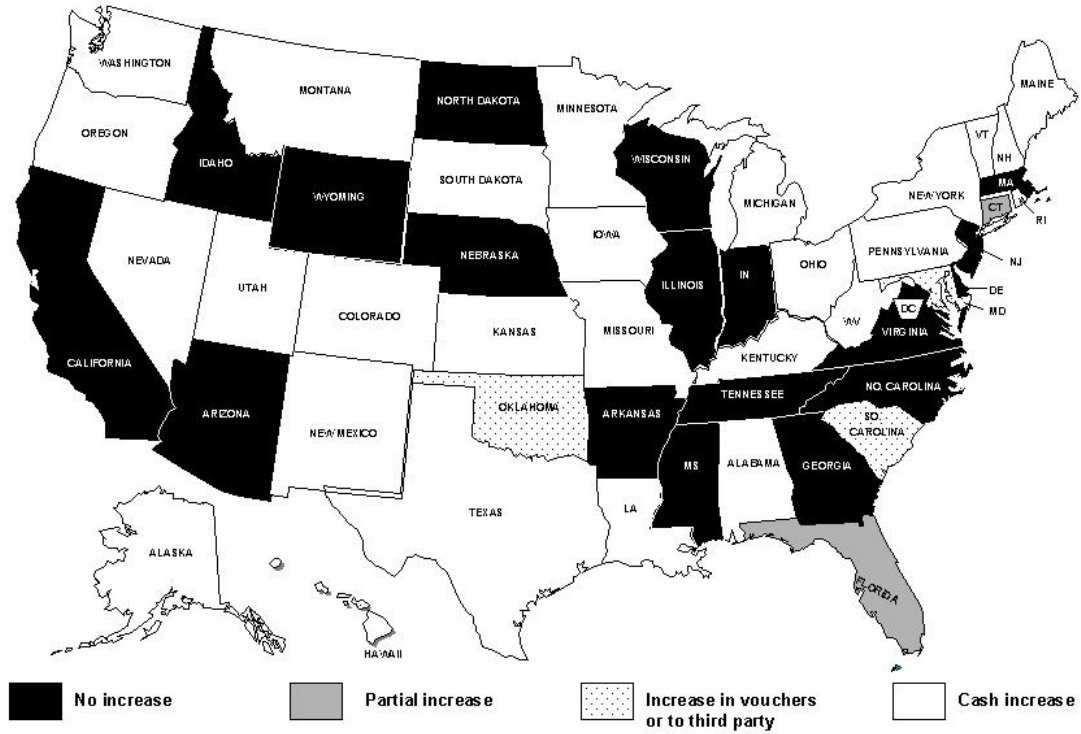 WASHINGTON
MONTANA
NORTH DAKOTA
MINNESOTA
MAINE
OREGON
IDAHO
WISCONSIN
VT
NH
WYOMING
SOUTH DAKOTA
MICHIGAN
NEW YORK
MA
CT
RI
IOWA
NEVADA
NEBRASKA
PENNSYLVANIA
NJ
UTAH
ILLINOIS
IN
OHIO
DE
COLORADO
DC
MD
KANSAS
MISSOURI
WV
VIRGINIA
CALIFORNIA
KENTUCKY
TENNESSEE
NO. CAROLINA
ARIZONA
OKLAHOMA
ARKANSAS
SO.
CAROLINA
NEW MEXICO
MS
ALABAMA
GEORGIA
TEXAS
LA
ALASKA
FLORIDA
HAWAII
No increase
Partial increase
Increase in vouchers
or to third party
Cash increase